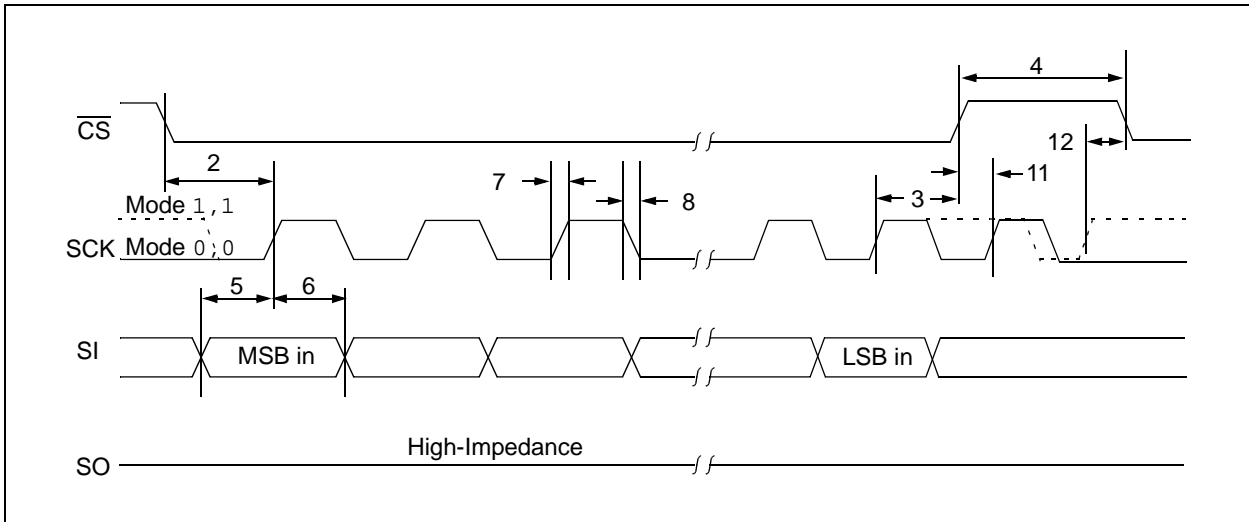 4
CS
12
2
7
8
3
11
Mode 1,1
SCK Mode 0,0
5
6
SI
MSB in
LSB in
High-Impedance
SO